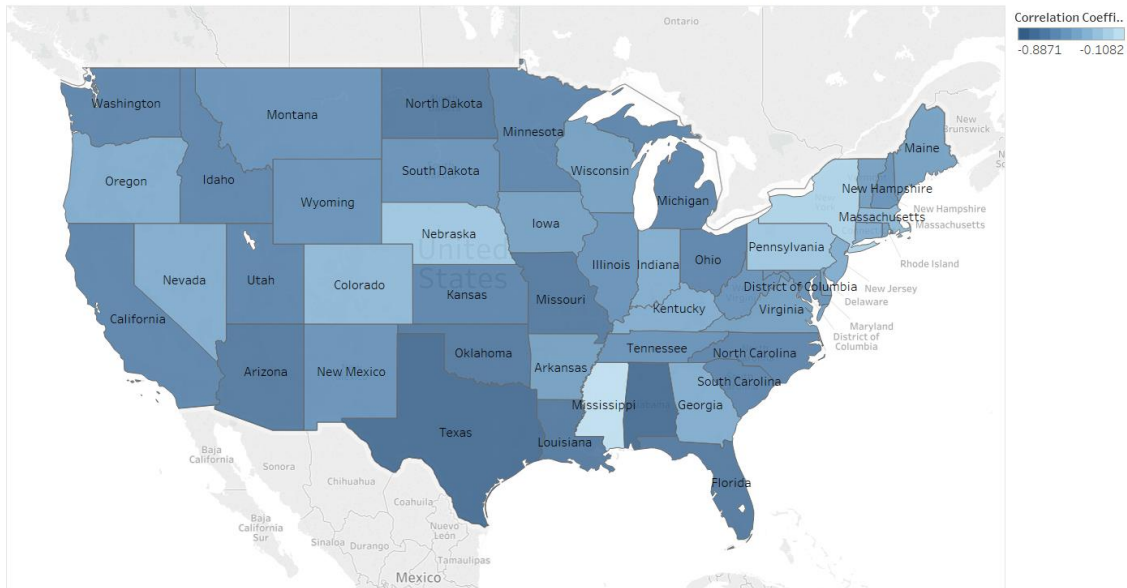 Ontario
Correlation Coeffi..
-0.8871 -0.1082
Washington
Montana
North Dakota
Minnesota
New
Brunswick
Maine
Oregon
Idaho
Wyoming
South Dakota
Wisconsin
Michigan
New Hampshire
New Hampshire
Massachusetts
Massachusetts
Rhode Island
Nebraska
United
States
Iowa
Pennsylvania
Nevada
Utah
Colorado
Kansas
Missouri
Illinois
Indiana
Ohio
District of Columbia
New Jersey
Delaware
Maryland
District of
Columbia
California
Kentucky
Virginia
Arizona
New Mexico
Oklahoma
Arkansas
Tennessee
North Carolina
South Carolina
Texas
Louisiana
Mississippi
Georgia
Florida
Baja
California
Sonora
Chihuahua
Coahuila
Baja
California
Sur
Sinaloa
Durango
Nuevo
León
Tamaulipas
Mexico